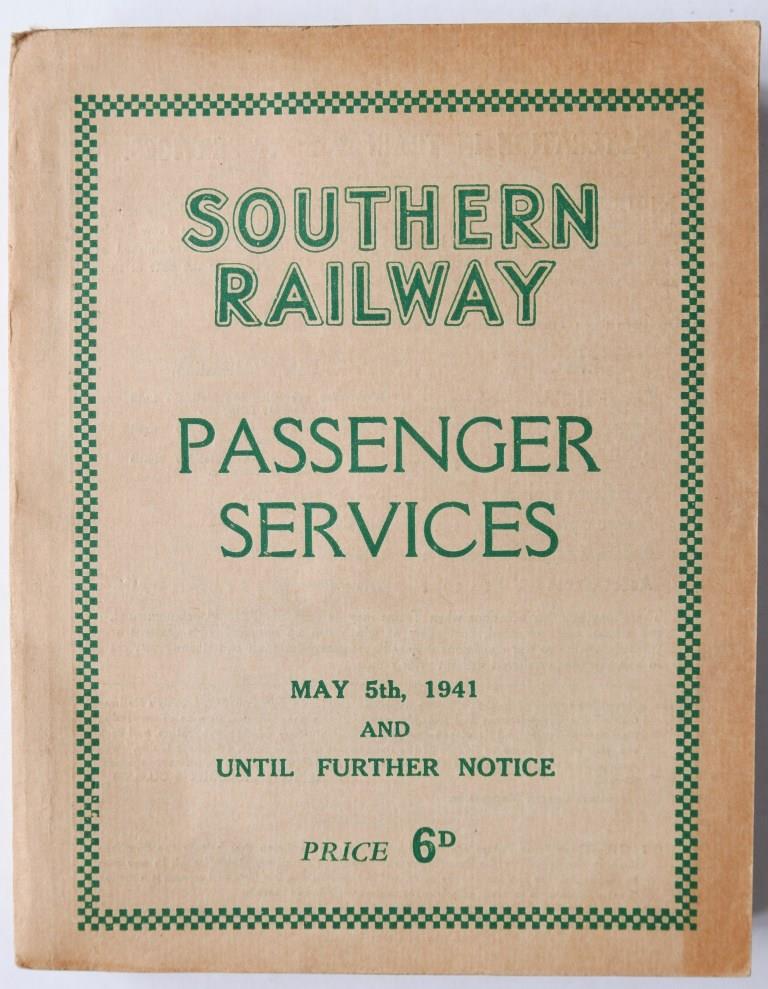 SOUTHERN
RAILWAY
PASSENGER
SERVICES
MAY 5th, 1941
AND
UNTIL FURTHER NOTICE
PRICE 6D